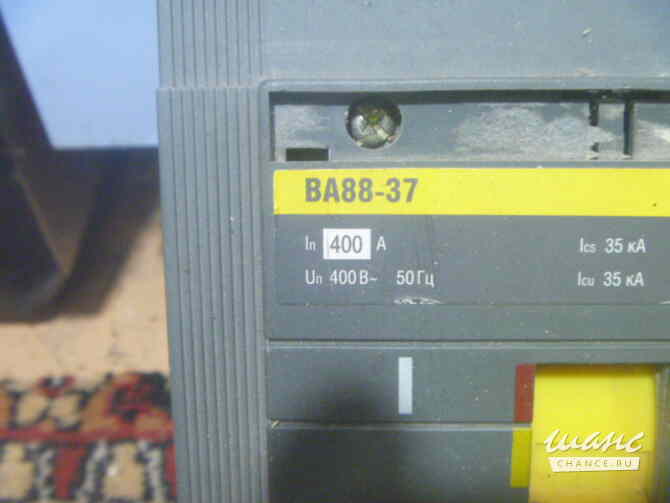 ВА88-37
In 400 А
Ics 35 кА
Un 400 В~ 50 Гц
Icu 35 кА
шанс
CHANCE.RU